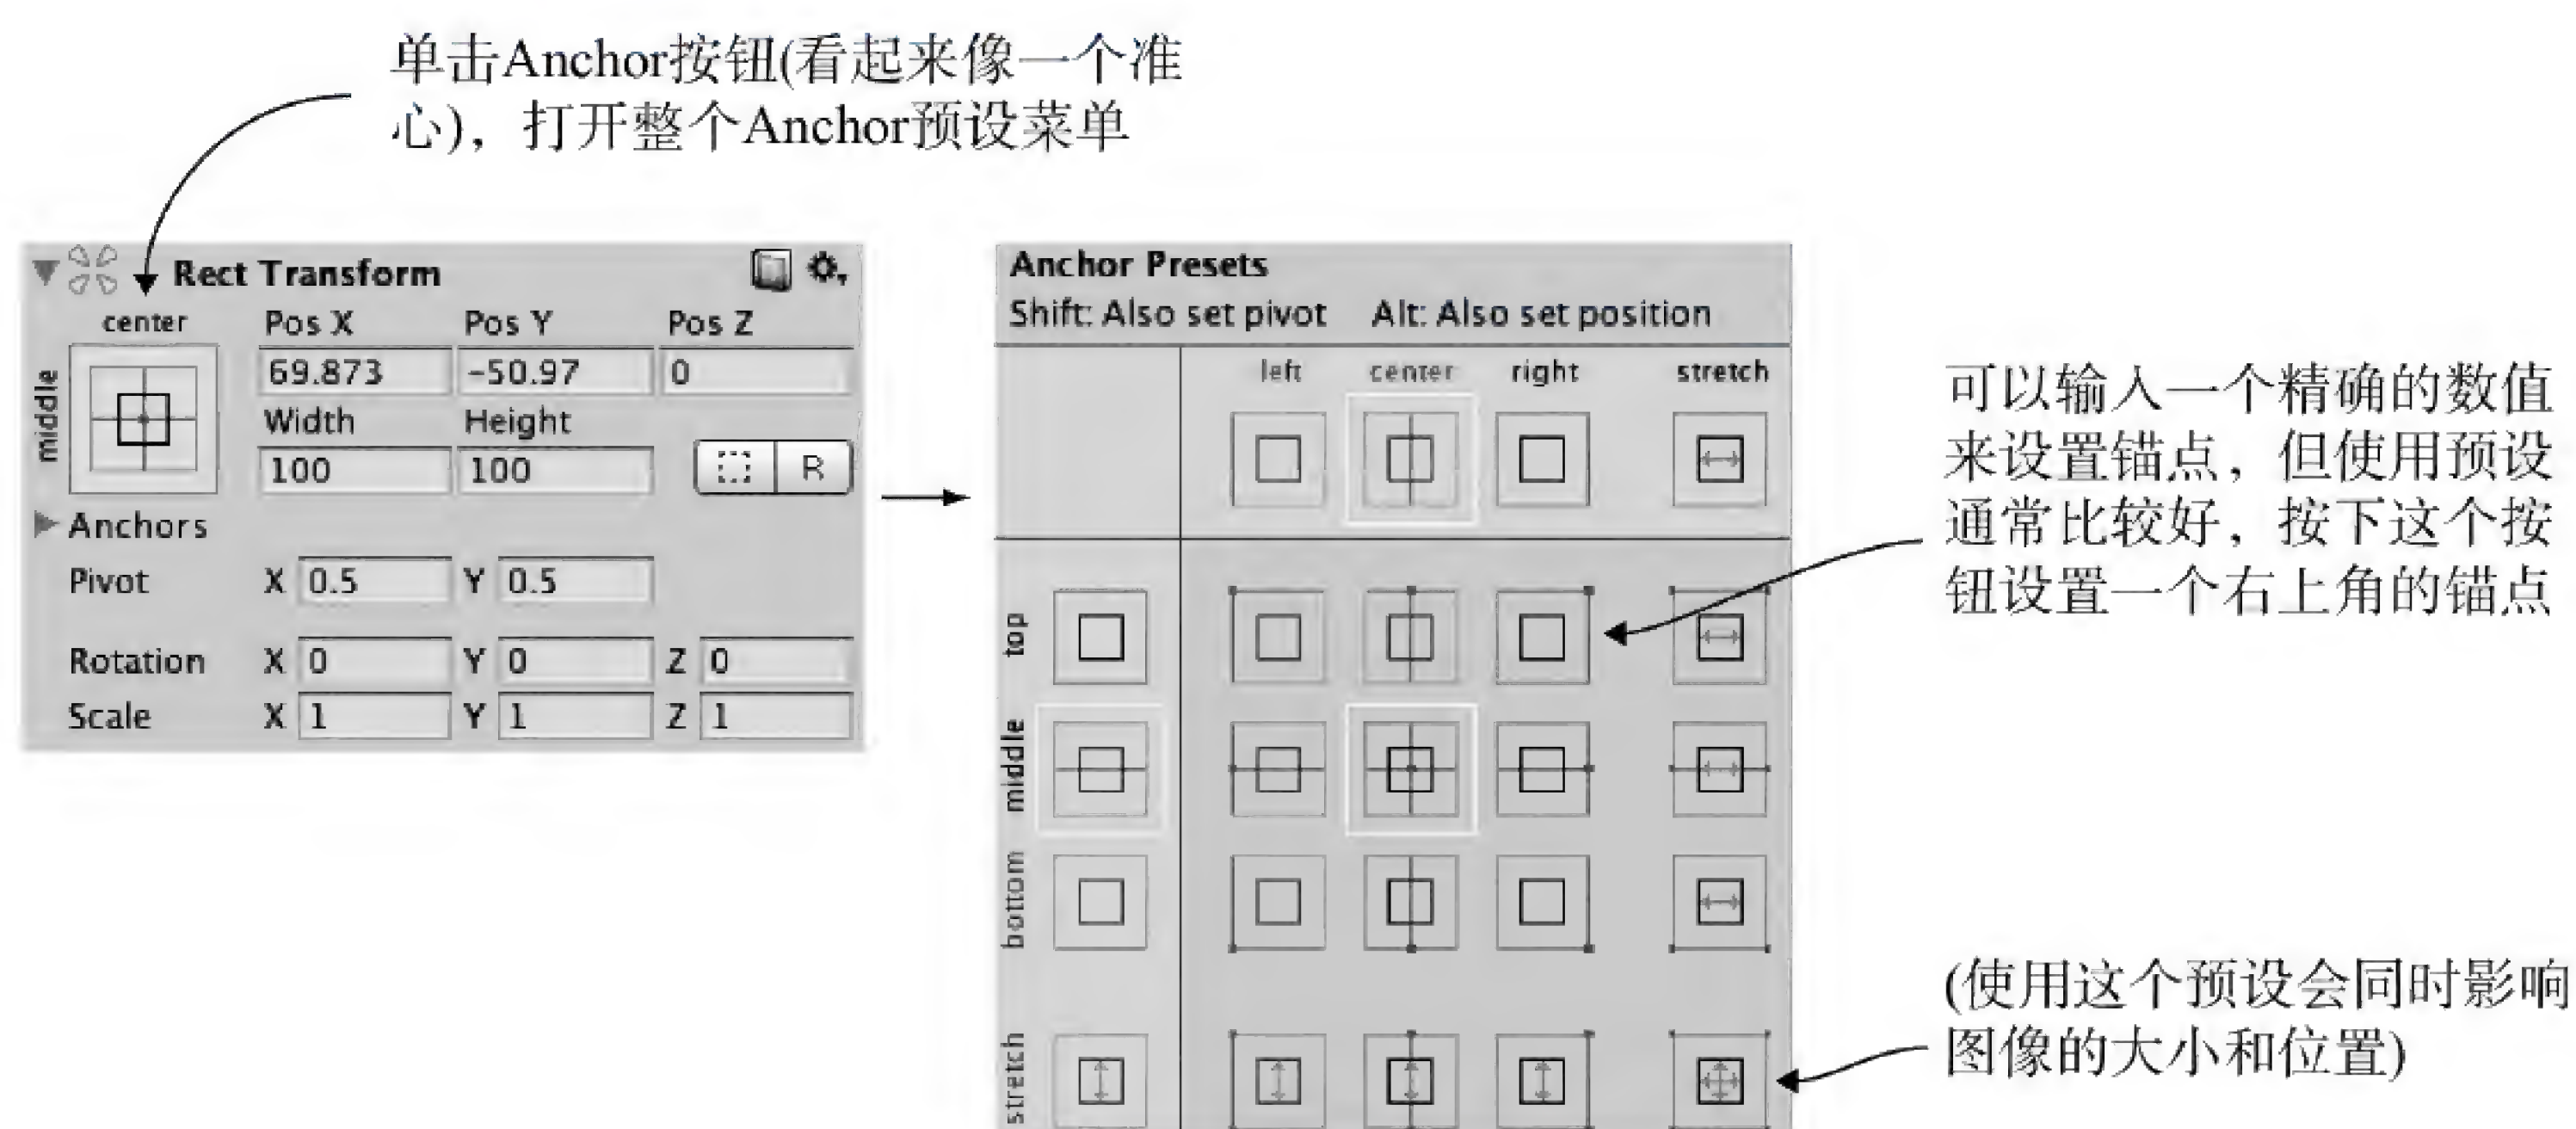 单击Anchor按钮(看起来像一个准
心)，打开整个Anchor预设菜单
Rect Transform
center
middle
Pos X Pos Y Pos Z
69.873 -50.97 0
Width Height
100 100 R
Anchors
Pivot X 0.5 Y 0.5
Rotation X 0 Y 0 Z 0
Scale X 1 Y 1 Z 1
Anchor Presets
Shift: Also set pivot Alt: Also set position
left center right stretch
top
middle
bottom
stretch
可以输入一个精确的数值
来设置锚点，但使用预设
通常比较好，按下这个按
钮设置一个右上角的锚点
(使用这个预设会同时影响
图像的大小和位置)